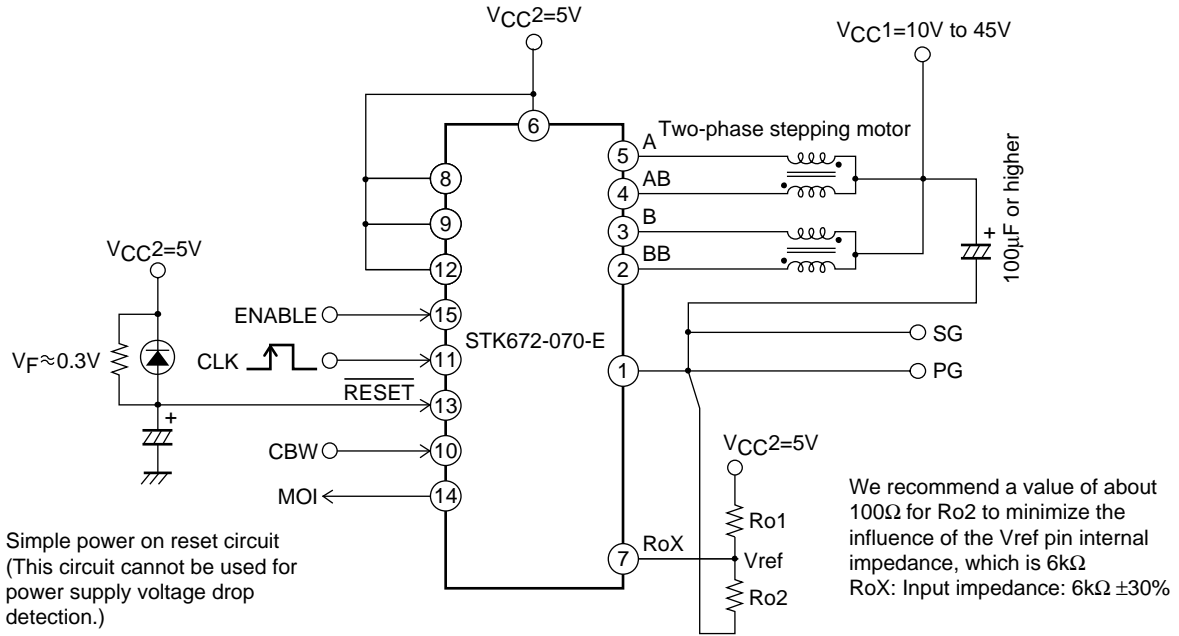 VCC2=5V
VCC1=10V to 45V
6
Two-phase stepping motor
5
A
4
AB
3
B
2
BB
+
100μF or higher
8
9
12
VCC2=5V
VF≈0.3V
+
ENABLE
15
STK672-070-E
CLK
11
RESET
13
CBW
10
MOI
14
1
SG
PG
VCC2=5V
Ro1
7
RoX
Vref
Ro2
Simple power on reset circuit
(This circuit cannot be used for
power supply voltage drop
detection.)
We recommend a value of about
100Ω for Ro2 to minimize the
influence of the Vref pin internal
impedance, which is 6kΩ
RoX: Input impedance: 6kΩ ±30%